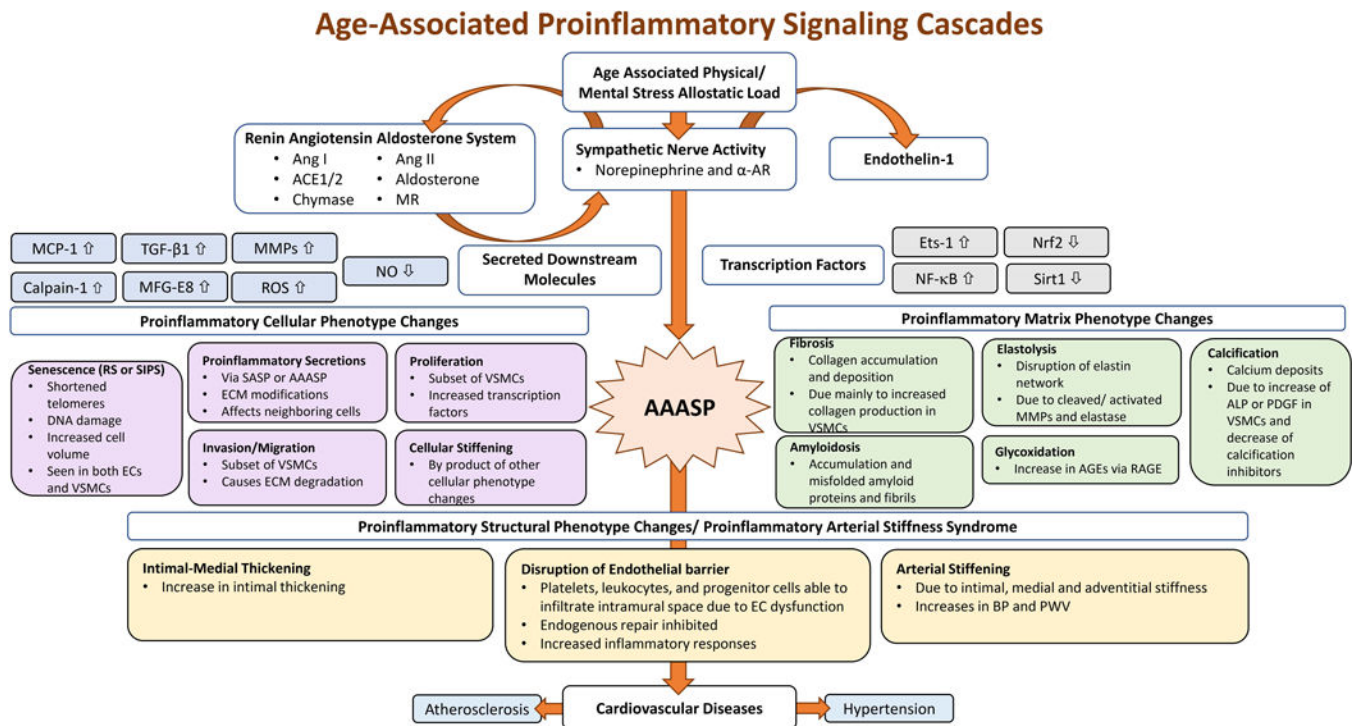 Age-Associated Proinflammatory Signaling Cascades
Age Associated Physical/
Mental Stress Allostatic Load
Renin Angiotensin Aldosterone System
• Ang I
• ACE1/2
• Chymase
• Ang II
• Aldosterone
• MR
Sympathetic Nerve Activity
• Norepinephrine and α-AR
Endothelin-1
MCP-1 ⇧
TGF-β1 ⇧
MMPs ⇧
Calpain-1 ⇧
MFG-E8 ⇧
ROS ⇧
NO ⇩
Secreted Downstream
Molecules
Transcription Factors
Ets-1 ⇧
Nrf2 ⇩
NF-κB ⇧
Sirt1 ⇩
Proinflammatory Cellular Phenotype Changes
Senescence (RS or SIPS)
• Shortened
telomeres
• DNA damage
• Increased cell
volume
• Seen in both ECs
and VSMCs
Proinflammatory Secretions
• Via SASP or AAASP
• ECM modifications
• Affects neighboring cells
Proliferation
• Subset of VSMCs
• Increased transcription
factors
Invasion/Migration
• Subset of VSMCs
• Causes ECM degradation
Cellular Stiffening
• By product of other
cellular phenotype
changes
AAASP
Proinflammatory Matrix Phenotype Changes
Fibrosis
• Collagen accumulation
and deposition
• Due mainly to increased
collagen production in
VSMCs
Elastolysis
• Disruption of elastin
network
• Due to cleaved/ activated
MMPs and elastase
Calcification
• Calcium deposits
• Due to increase of
ALP or PDGF in
VSMCs and
decrease of
calcification
inhibitors
Amyloidosis
• Accumulation and
misfolded amyloid
proteins and fibrils
Glycoxidation
• Increase in AGEs via RAGE
Proinflammatory Structural Phenotype Changes/ Proinflammatory Arterial Stiffness Syndrome
Intimal-Medial Thickening
• Increase in intimal thickening
Disruption of Endothelial barrier
• Platelets, leukocytes, and progenitor cells able to
infiltrate intramural space due to EC dysfunction
• Endogenous repair inhibited
• Increased inflammatory responses
Arterial Stiffening
• Due to intimal, medial and adventitial stiffness
• Increases in BP and PWV
Atherosclerosis
Cardiovascular Diseases
Hypertension